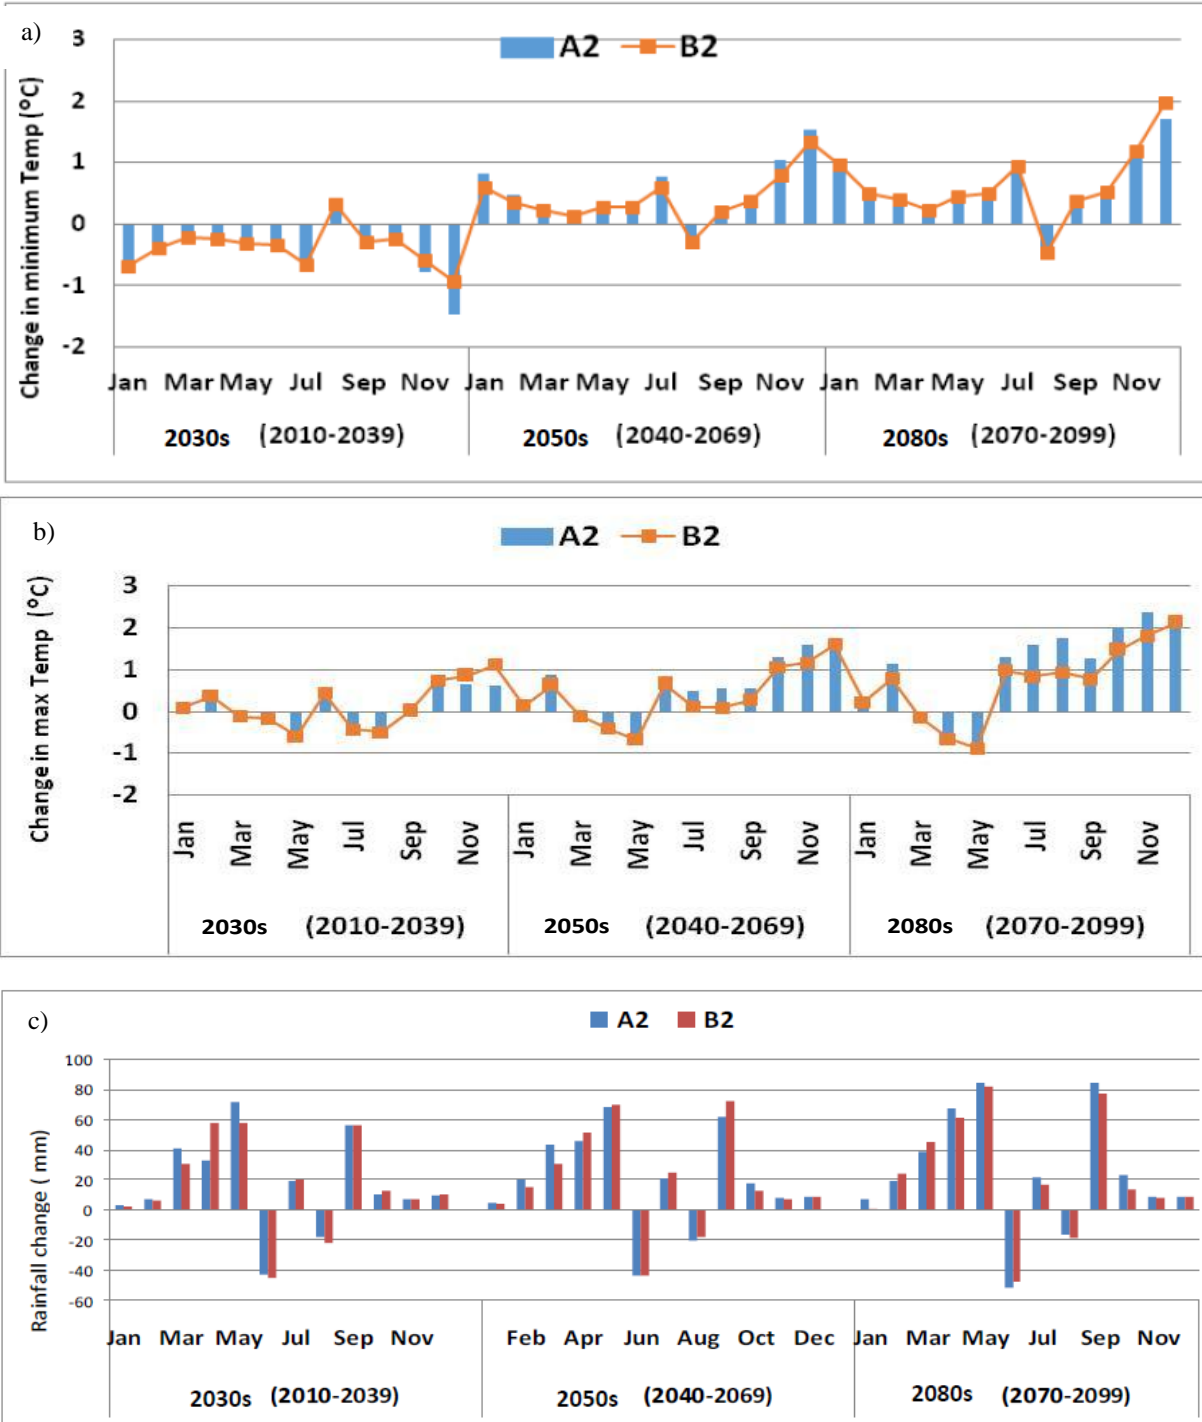 a)
A2 B2
Change in minimum Temp (°C)
3
2
1
0
-1
-2
Jan Mar May Jul Sep Nov Jan Mar May Jul Sep Nov Jan Mar May Jul Sep Nov
2030s (2010-2039) 2050s (2040-2069) 2080s (2070-2099)
b)
A2 B2
Change in max Temp (°C)
3
2
1
0
-1
-2
Jan Mar May Jul Sep Nov Jan Mar May Jul Sep Nov Jan Mar May Jul Sep Nov
2030s (2010-2039) 2050s (2040-2069) 2080s (2070-2099)
c)
A2 B2
Rainfall change ( mm)
100
80
60
40
20
0
-20
-40
-60
Jan Mar May Jul Sep Nov Feb Apr Jun Aug Oct Dec Jan Mar May Jul Sep Nov
2030s (2010-2039) 2050s (2040-2069) 2080s (2070-2099)